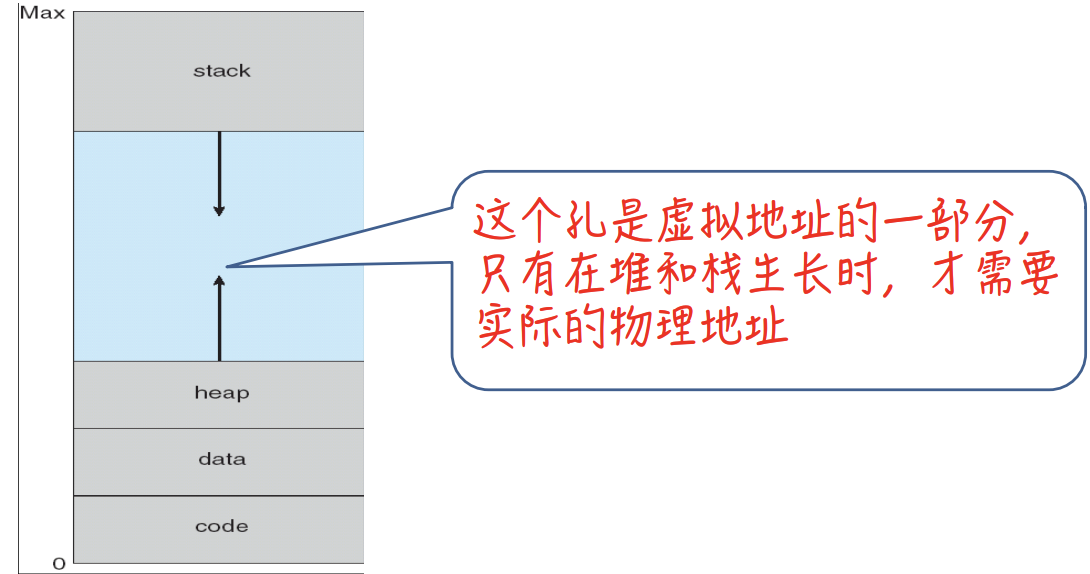 Max
stack
这个孔是虚拟地址的一部分,
只有在堆和栈生长时, 才需要
实际的物理地址
heap
data
code
0